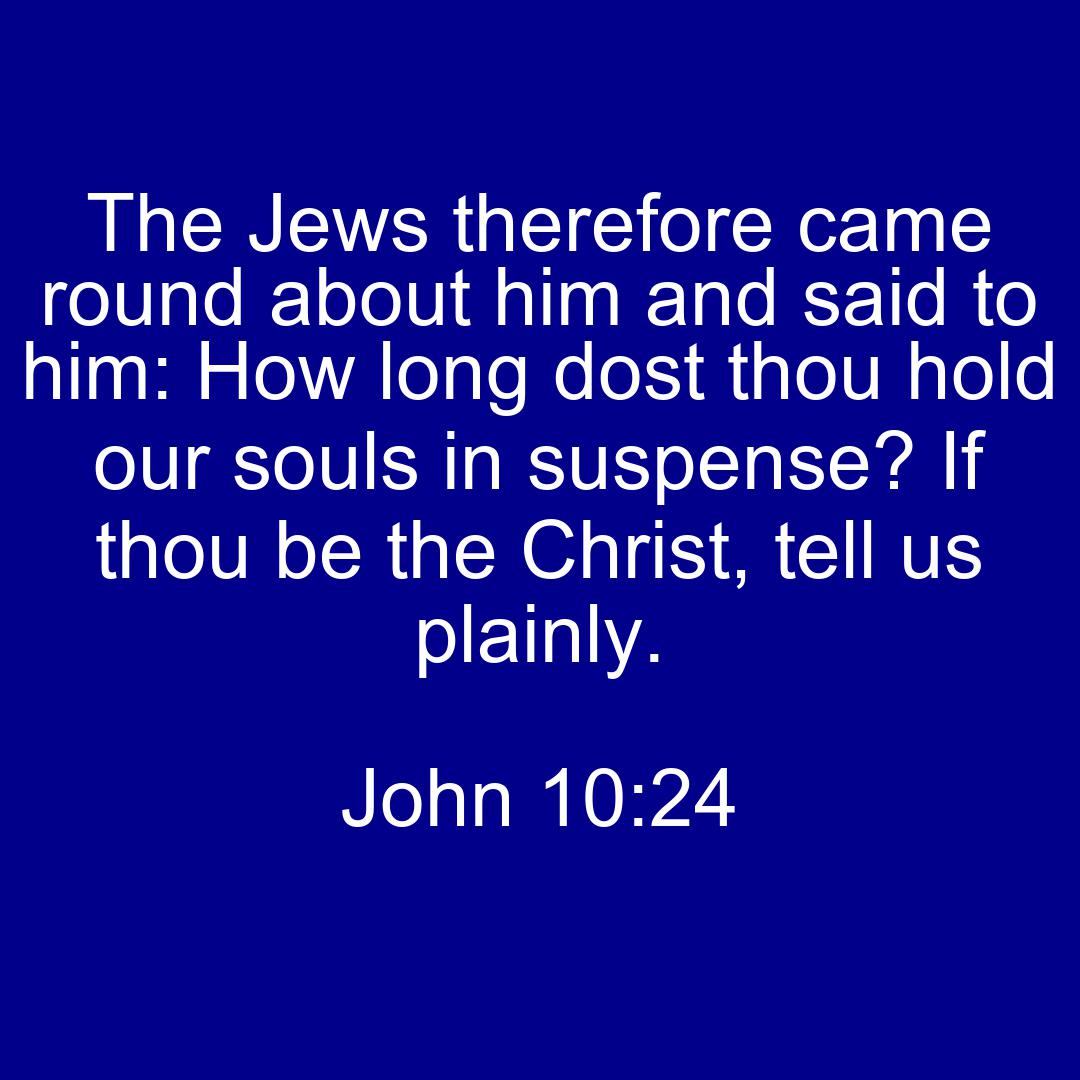 The Jews therefore came
round about him and said to
him: How long dost thou hold
our souls in suspense? If
thou be the Christ, tell us
plainly.
John 10:24